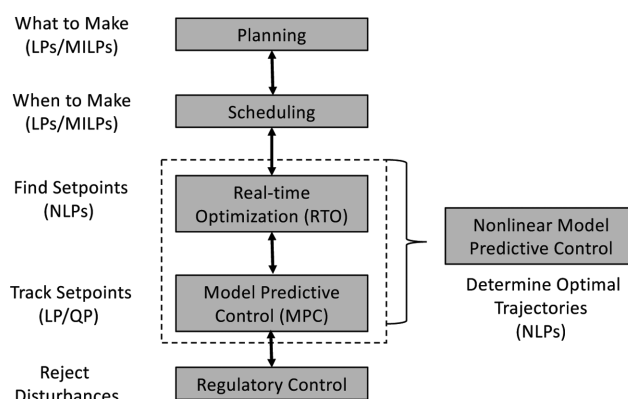 What to Make
(LPs/MILPs)
Planning
When to Make
(LPs/MILPs)
Scheduling
Find Setpoints
(NLPs)
Real-time
Optimization (RTO)
Nonlinear Model
Predictive Control
Determine Optimal
Trajectories
(NLPs)
Track Setpoints
(LP/QP)
Model Predictive
Control (MPC)
Reject
Disturbances
Regulatory Control